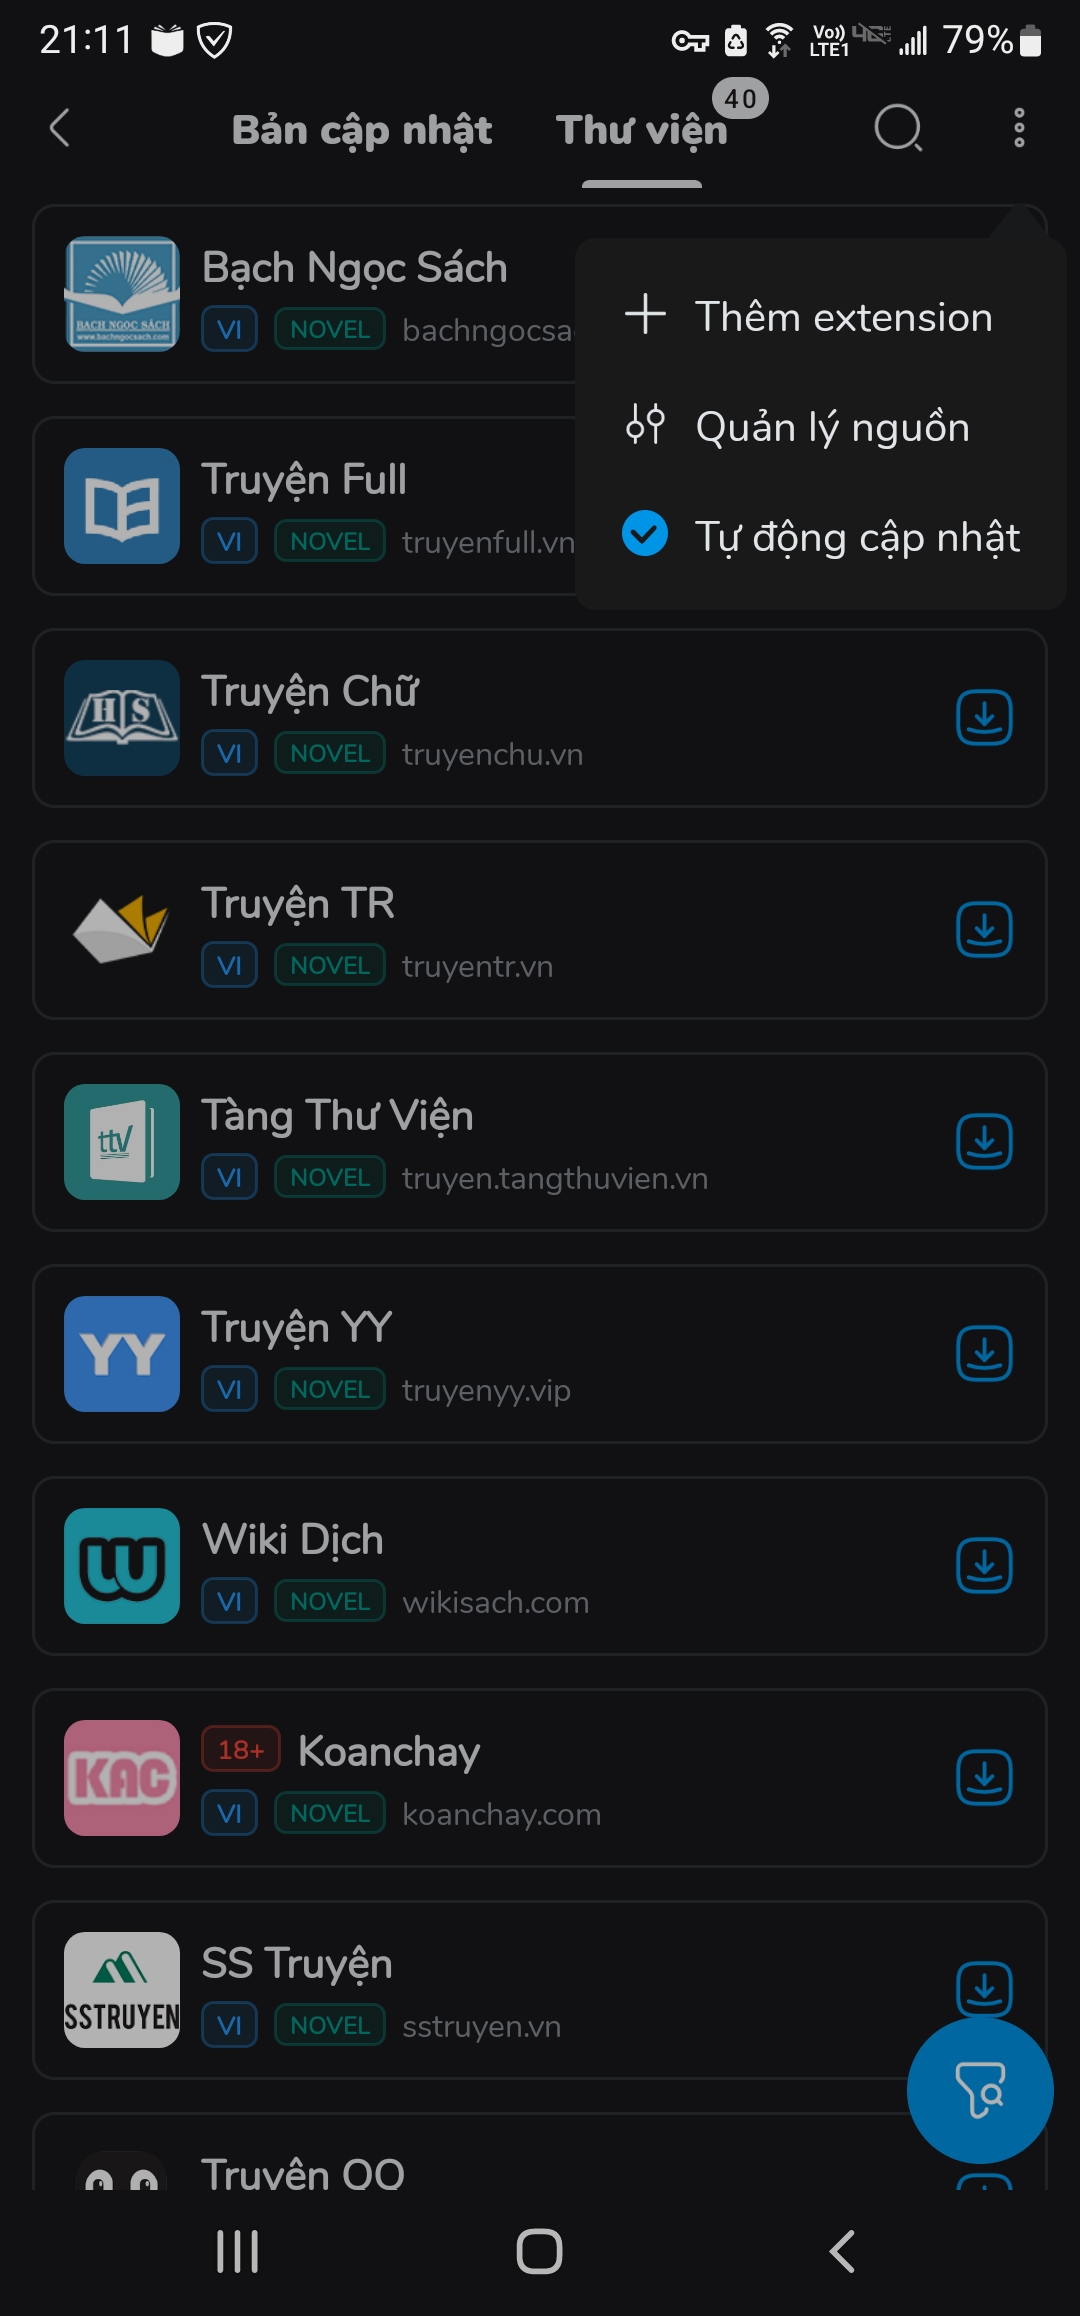 21:11
Vo)) LTE1
79%
Bản cập nhật
Thư viện
40
Bạch Ngọc Sách
BACH NGOC SÁCH
www.bachngocsach.com
VI NOVEL bachngocsa
Thêm extension
Quản lý nguồn
Tự động cập nhật
Truyện Full
VI NOVEL truyenfull.vn
Truyện Chữ
HS
VI NOVEL truyenchu.vn
Truyện TR
VI NOVEL truyentr.vn
Tàng Thư Viện
ttv
VI NOVEL truyen.tangthuvien.vn
Truyện YY
YY
VI NOVEL truyenyy.vip
Wiki Dịch
W
VI NOVEL wikisach.com
18+ Koanchay
KAC
VI NOVEL koanchay.com
SS Truyện
SSTRUYEN
VI NOVEL sstruyen.vn
Truyện QQ